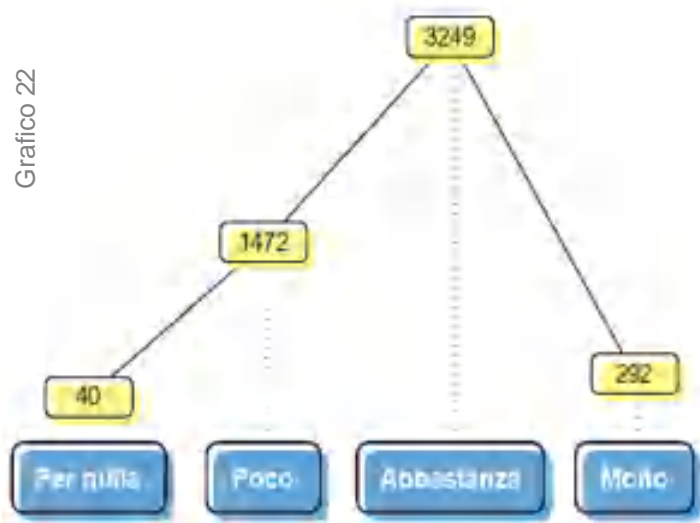 Grafico 22
3249
1472
292
40
Per nulla
Poco
Abbastanza
Molto